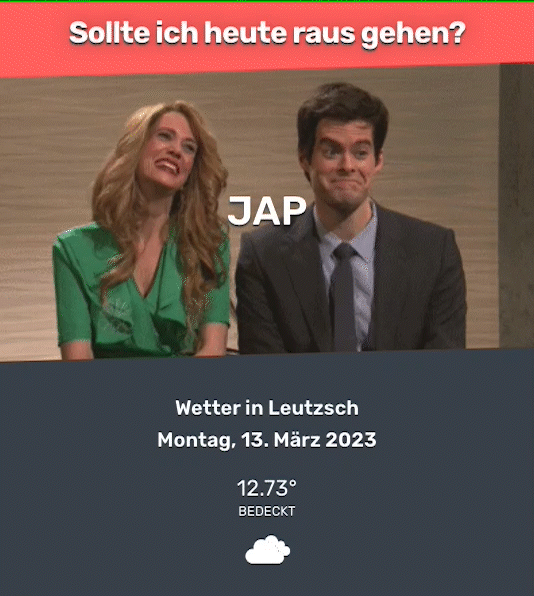 Sollte ich heute raus gehen?
JAP
Wetter in Leutzsch
Montag, 13. März 2023
12.73°
BEDECKT